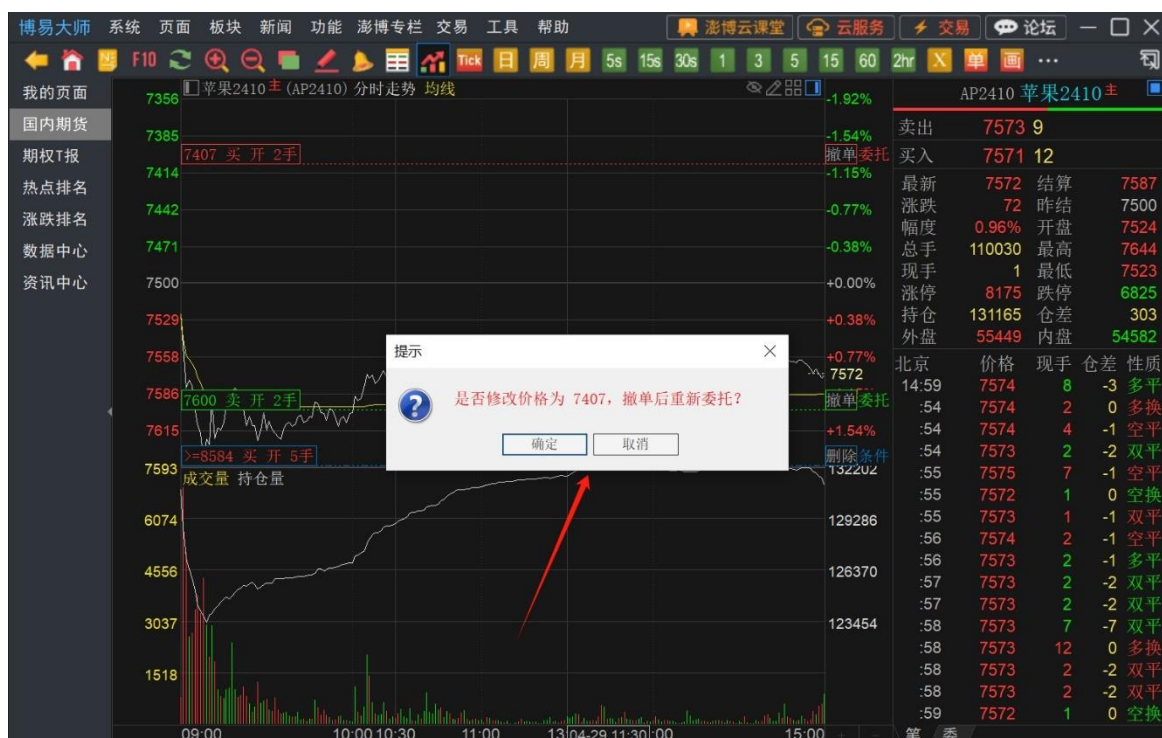 博易大师 系统 页面 板块 新闻 功能 澎博专栏 交易 工具 帮助 澎博云课堂 云服务 交易 论坛
F10 Tick 日 周 月 5s 15s 30s 1 3 5 15 60 2hr X 单 画 ···
我的页面
国内期货
期权T报
热点排名
涨跌排名
数据中心
资讯中心
苹果2410主 (AP2410) 分时走势 均线
7356 -1.92%
7385 -1.54%
7407 买 开 2手 撤单 委托
7414 -1.15%
7442 -0.77%
7471 -0.38%
7500 +0.00%
7529 +0.38%
7558 +0.77%
7572
7586
7600 卖 开 2手 撤单 委托
7615 +1.54%
>=8584 买 开 5手 删除 条件
7593 成交量 持仓量 132202
6074 129286
4556 126370
3037 123454
1518
09:00 10:00 10:30 11:00 13 04-29 11:30 :00 15:00
提示
是否修改价格为 7407, 撤单后重新委托?
确定 取消
AP2410 苹果2410主
卖出 7573 9
买入 7571 12
最新 7572 结算 7587
涨跌 72 昨结 7500
幅度 0.96% 开盘 7524
总手 110030 最高 7644
现手 1 最低 7523
涨停 8175 跌停 6825
持仓 131165 仓差 303
外盘 55449 内盘 54582
北京 价格 现手 仓差 性质
14:59 7574 8 -3 多平
:54 7574 2 0 多换
:54 7574 4 -1 空平
:54 7573 2 -2 双平
:55 7575 7 -1 空平
:55 7572 1 0 空换
:55 7573 1 -1 双平
:56 7574 2 -1 空平
:56 7573 2 -1 多平
:57 7573 2 -2 双平
:57 7573 2 -2 双平
:58 7573 7 -7 双平
:58 7573 12 0 多换
:58 7573 2 -2 双平
:58 7573 2 -2 双平
:59 7572 1 0 空换
笔 委